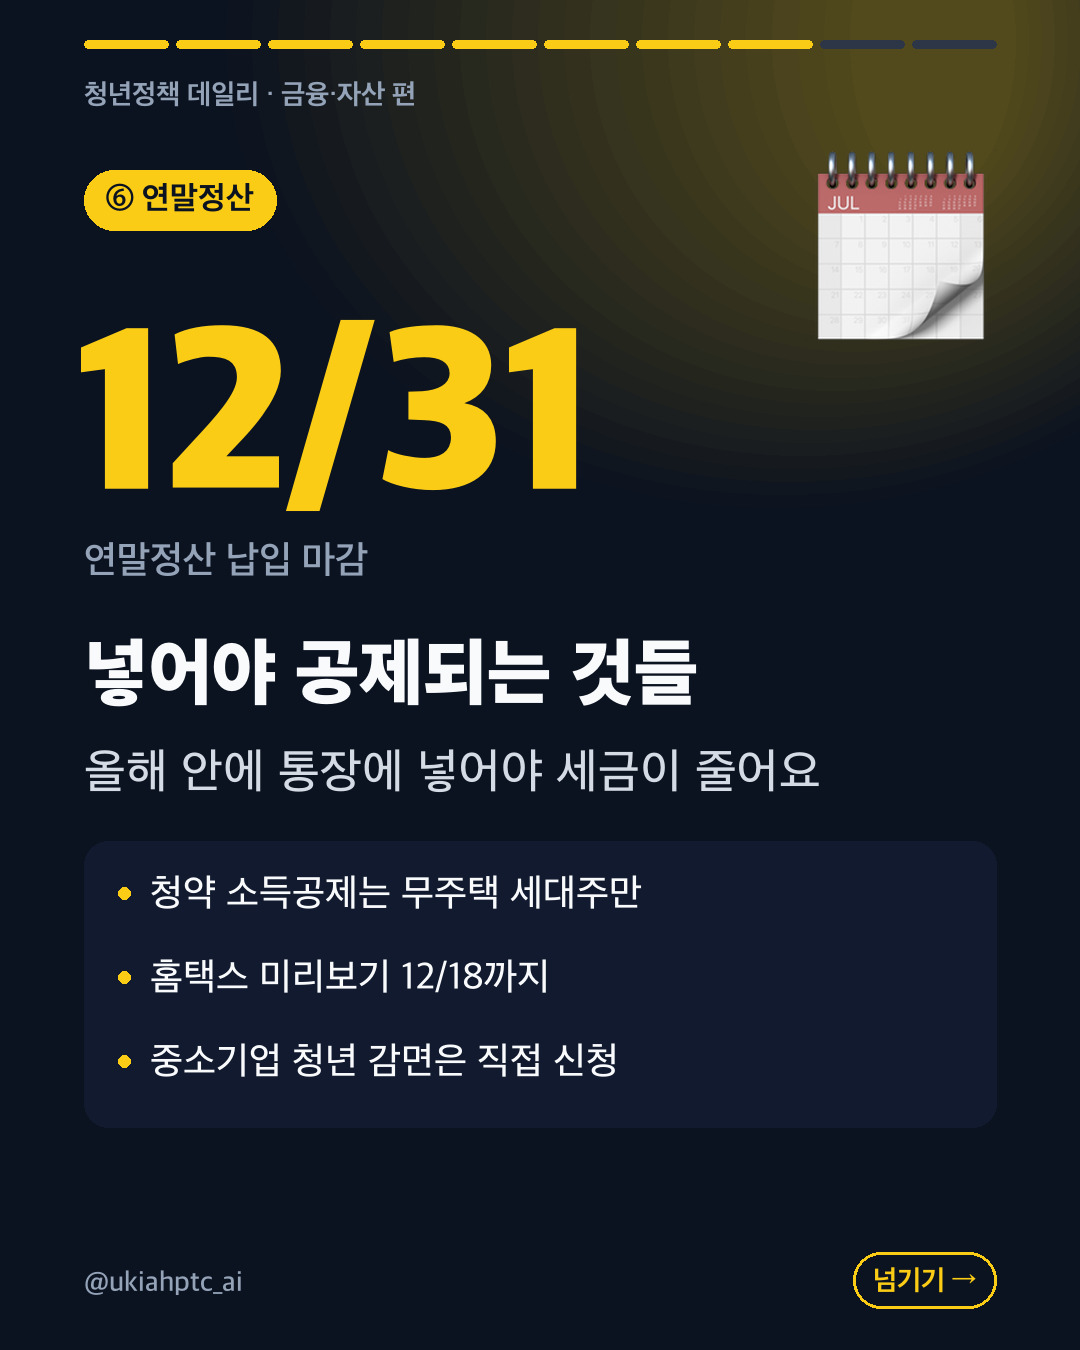 청년정책 데일리 · 금융·자산 편
⑥ 연말정산
JUL
12/31
연말정산 납입 마감
넣어야 공제되는 것들
올해 안에 통장에 넣어야 세금이 줄어요
청약 소득공제는 무주택 세대주만
홈택스 미리보기 12/18까지
중소기업 청년 감면은 직접 신청
@ukiahptc_ai
넘기기 →